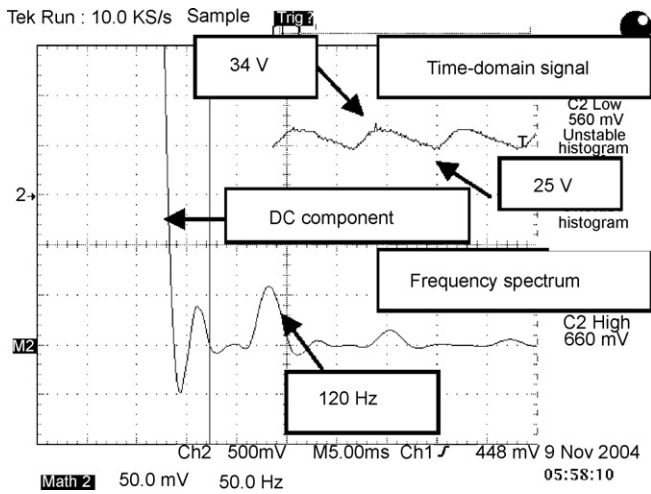 Tek Run : 10.0 KS/s Sample Trig ?
34 V
Time-domain signal
C2 Low
560 mV
Unstable
histogram
T
25 V
2
DC component
histogram
Frequency spectrum
C2 High
660 mV
M2
120 Hz
Ch2 500mV M5.00ms Ch1 448 mV 9 Nov 2004
Math 2 50.0 mV 50.0 Hz 05:58:10